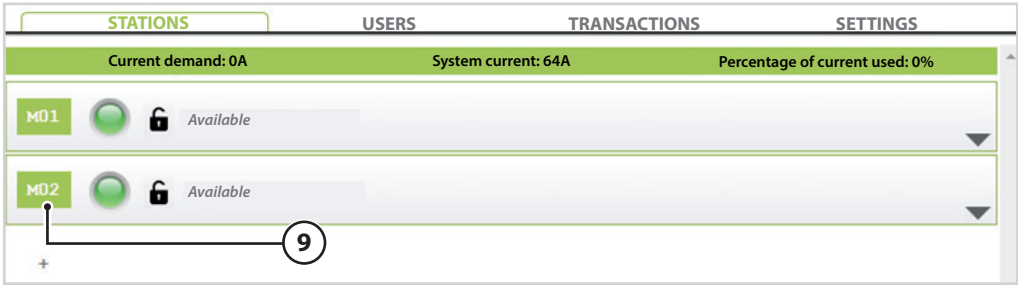 STATIONS USERS TRANSACTIONS SETTINGS
Current demand: 0A System current: 64A Percentage of current used: 0%
M01 Available
M02 Available
9
+